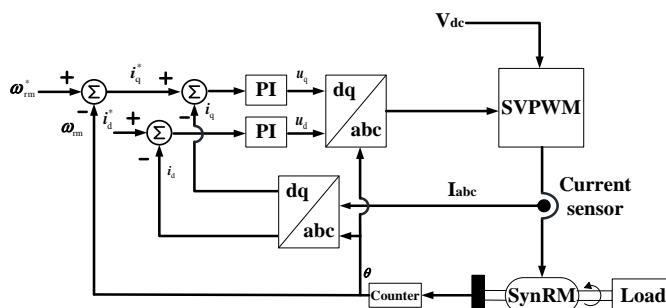 V_dc
ω*_rm
+
−
Σ
i*_q
+
−
Σ
i_q
PI
u_q
dq
abc
SVPWM
ω_rm
i*_d
+
−
Σ
PI
u_d
i_d
dq
abc
I_abc
Current
sensor
θ
Counter
SynRM
Load